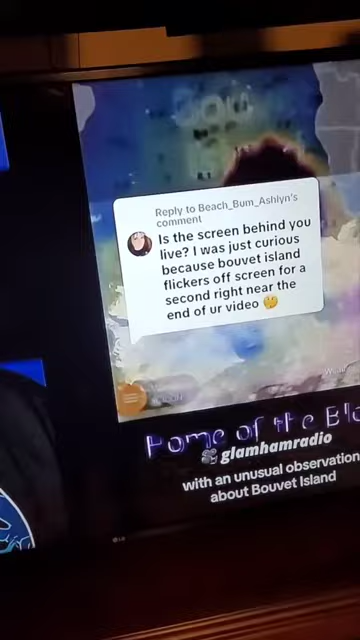 Reply to Beach_Bum_Ashlyn's
comment
Is the screen behind you
live? I was just curious
because bouvet island
flickers off screen for a
second right near the
end of ur video 🤔
Home of the Blo
glamhamradio
with an unusual observation
about Bouvet Island
LG